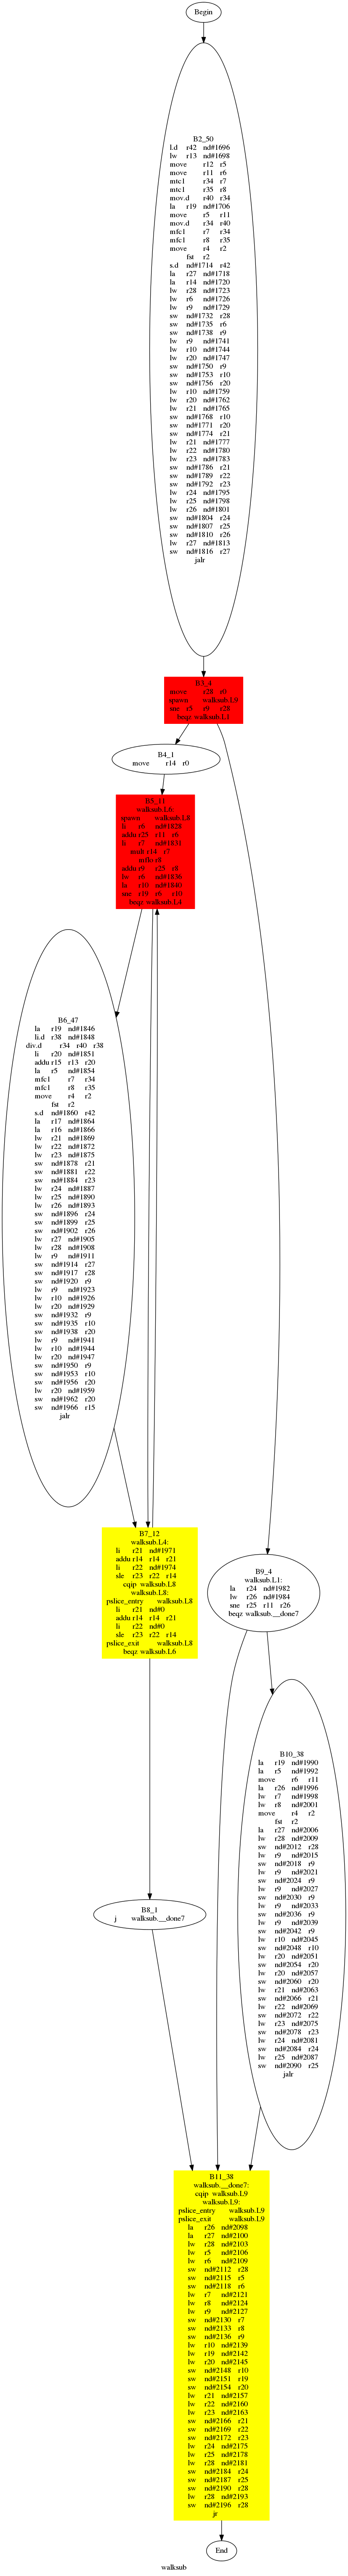 Begin
B2_50
l.d r42 nd#1696
lw r13 nd#1698
move r12 r5
move r11 r6
mtc1 r34 r7
mtc1 r35 r8
mov.d r40 r34
la r19 nd#1706
move r5 r11
mov.d r34 r40
mfc1 r7 r34
mfc1 r8 r35
move r4 r2
fst r2
s.d nd#1714 r42
la r27 nd#1718
la r14 nd#1720
lw r28 nd#1723
lw r6 nd#1726
lw r9 nd#1729
sw nd#1732 r28
sw nd#1735 r6
sw nd#1738 r9
lw r9 nd#1741
lw r10 nd#1744
lw r20 nd#1747
sw nd#1750 r9
sw nd#1753 r10
sw nd#1756 r20
lw r10 nd#1759
lw r20 nd#1762
lw r21 nd#1765
sw nd#1768 r10
sw nd#1771 r20
sw nd#1774 r21
lw r21 nd#1777
lw r22 nd#1780
lw r23 nd#1783
sw nd#1786 r21
sw nd#1789 r22
sw nd#1792 r23
lw r24 nd#1795
lw r25 nd#1798
lw r26 nd#1801
sw nd#1804 r24
sw nd#1807 r25
sw nd#1810 r26
lw r27 nd#1813
sw nd#1816 r27
jalr
B3_4
move r28 r0
spawn walksub.L9
sne r5 r9 r28
beqz walksub.L1
B4_1
move r14 r0
B5_11
walksub.L6:
spawn walksub.L8
li r6 nd#1828
addu r25 r11 r6
li r7 nd#1831
mult r14 r7
mflo r8
addu r9 r25 r8
lw r6 nd#1836
la r10 nd#1840
sne r19 r6 r10
beqz walksub.L4
B6_47
la r19 nd#1846
li.d r38 nd#1848
div.d r34 r40 r38
li r20 nd#1851
addu r15 r13 r20
la r5 nd#1854
mfc1 r7 r34
mfc1 r8 r35
move r4 r2
fst r2
s.d nd#1860 r42
la r17 nd#1864
la r16 nd#1866
lw r21 nd#1869
lw r22 nd#1872
lw r23 nd#1875
sw nd#1878 r21
sw nd#1881 r22
sw nd#1884 r23
lw r24 nd#1887
lw r25 nd#1890
lw r26 nd#1893
sw nd#1896 r24
sw nd#1899 r25
sw nd#1902 r26
lw r27 nd#1905
lw r28 nd#1908
lw r9 nd#1911
sw nd#1914 r27
sw nd#1917 r28
sw nd#1920 r9
lw r9 nd#1923
lw r10 nd#1926
lw r20 nd#1929
sw nd#1932 r9
sw nd#1935 r10
sw nd#1938 r20
lw r9 nd#1941
lw r10 nd#1944
lw r20 nd#1947
sw nd#1950 r9
sw nd#1953 r10
sw nd#1956 r20
lw r20 nd#1959
sw nd#1962 r20
sw nd#1966 r15
jalr
B7_12
walksub.L4:
li r21 nd#1971
addu r14 r14 r21
li r22 nd#1974
sle r23 r22 r14
cqip walksub.L8
walksub.L8:
pslice_entry walksub.L8
li r21 nd#0
addu r14 r14 r21
li r22 nd#0
sle r23 r22 r14
pslice_exit walksub.L8
beqz walksub.L6
B9_4
walksub.L1:
la r24 nd#1982
lw r26 nd#1984
sne r25 r11 r26
beqz walksub.__done7
B10_38
la r19 nd#1990
la r5 nd#1992
move r6 r11
la r26 nd#1996
lw r7 nd#1998
lw r8 nd#2001
move r4 r2
fst r2
la r27 nd#2006
lw r28 nd#2009
sw nd#2012 r28
lw r9 nd#2015
sw nd#2018 r9
lw r9 nd#2021
sw nd#2024 r9
lw r9 nd#2027
sw nd#2030 r9
lw r9 nd#2033
sw nd#2036 r9
lw r9 nd#2039
sw nd#2042 r9
lw r10 nd#2045
sw nd#2048 r10
lw r20 nd#2051
sw nd#2054 r20
lw r20 nd#2057
sw nd#2060 r20
lw r21 nd#2063
sw nd#2066 r21
lw r22 nd#2069
sw nd#2072 r22
lw r23 nd#2075
sw nd#2078 r23
lw r24 nd#2081
sw nd#2084 r24
lw r25 nd#2087
sw nd#2090 r25
jalr
B8_1
j walksub.__done7
B11_38
walksub.__done7:
cqip walksub.L9
walksub.L9:
pslice_entry walksub.L9
pslice_exit walksub.L9
la r26 nd#2098
la r27 nd#2100
lw r28 nd#2103
lw r5 nd#2106
lw r6 nd#2109
sw nd#2112 r28
sw nd#2115 r5
sw nd#2118 r6
lw r7 nd#2121
lw r8 nd#2124
lw r9 nd#2127
sw nd#2130 r7
sw nd#2133 r8
sw nd#2136 r9
lw r10 nd#2139
lw r19 nd#2142
lw r20 nd#2145
sw nd#2148 r10
sw nd#2151 r19
sw nd#2154 r20
lw r21 nd#2157
lw r22 nd#2160
lw r23 nd#2163
sw nd#2166 r21
sw nd#2169 r22
sw nd#2172 r23
lw r24 nd#2175
lw r25 nd#2178
lw r28 nd#2181
sw nd#2184 r24
sw nd#2187 r25
sw nd#2190 r28
lw r28 nd#2193
sw nd#2196 r28
jr
End
walksub